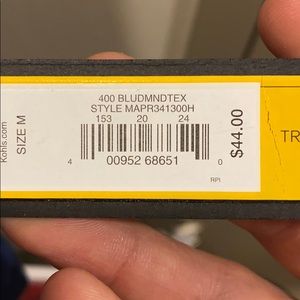 400 BLUDMNDTEX
STYLE MAPR341300H
153 20 24
Kohls.com
SIZE M
4 00952 68651 0
$44.00
RPI
TR